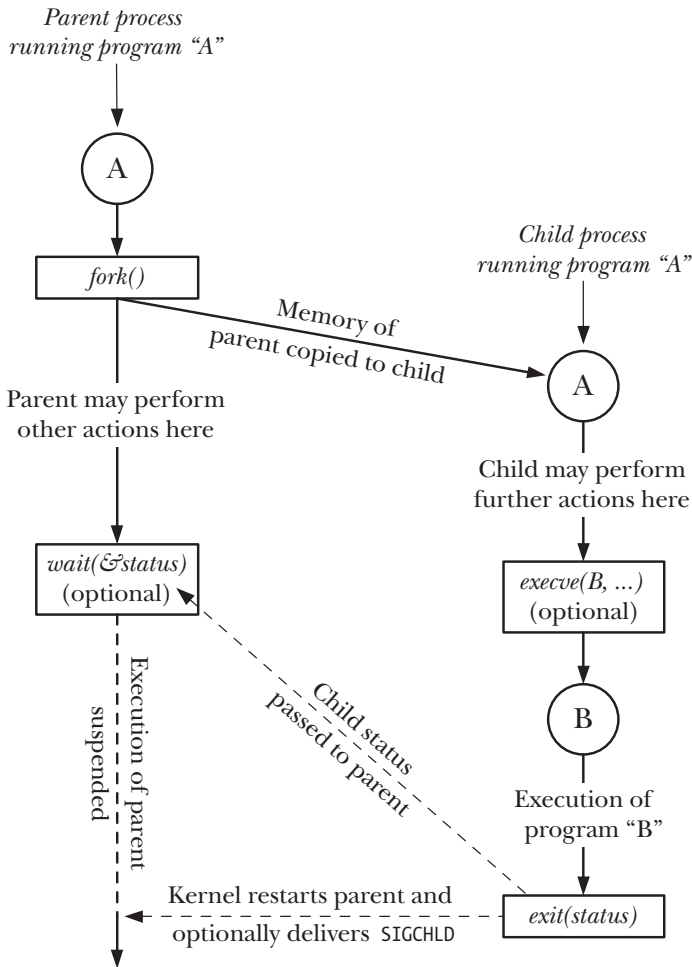 Parent process
running program “A”
A
fork()
Memory of
parent copied to child
Child process
running program “A”
A
Parent may perform
other actions here
Child may perform
further actions here
wait(&status)
(optional)
execve(B, ...)
(optional)
B
Execution of parent
suspended
Child status
passed to parent
Execution of
program “B”
exit(status)
Kernel restarts parent and
optionally delivers SIGCHLD